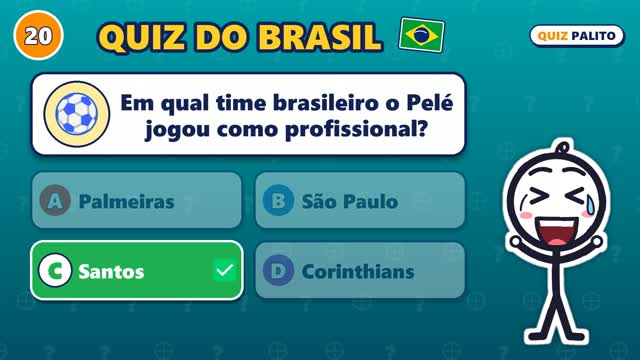 20
QUIZ DO BRASIL
QUIZ PALITO
Em qual time brasileiro o Pelé
jogou como profissional?
A Palmeiras
B São Paulo
C Santos
D Corinthians